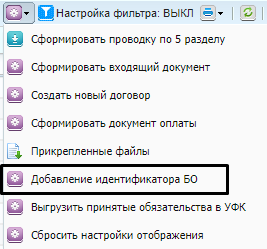 Настройка фильтра: ВЫКЛ
Сформировать проводку по 5 разделу
Сформировать входящий документ
Создать новый договор
Сформировать документ оплаты
Прикрепленные файлы
Добавление идентификатора БО
Выгрузить принятые обязательства в УФК
Сбросить настройки отображения